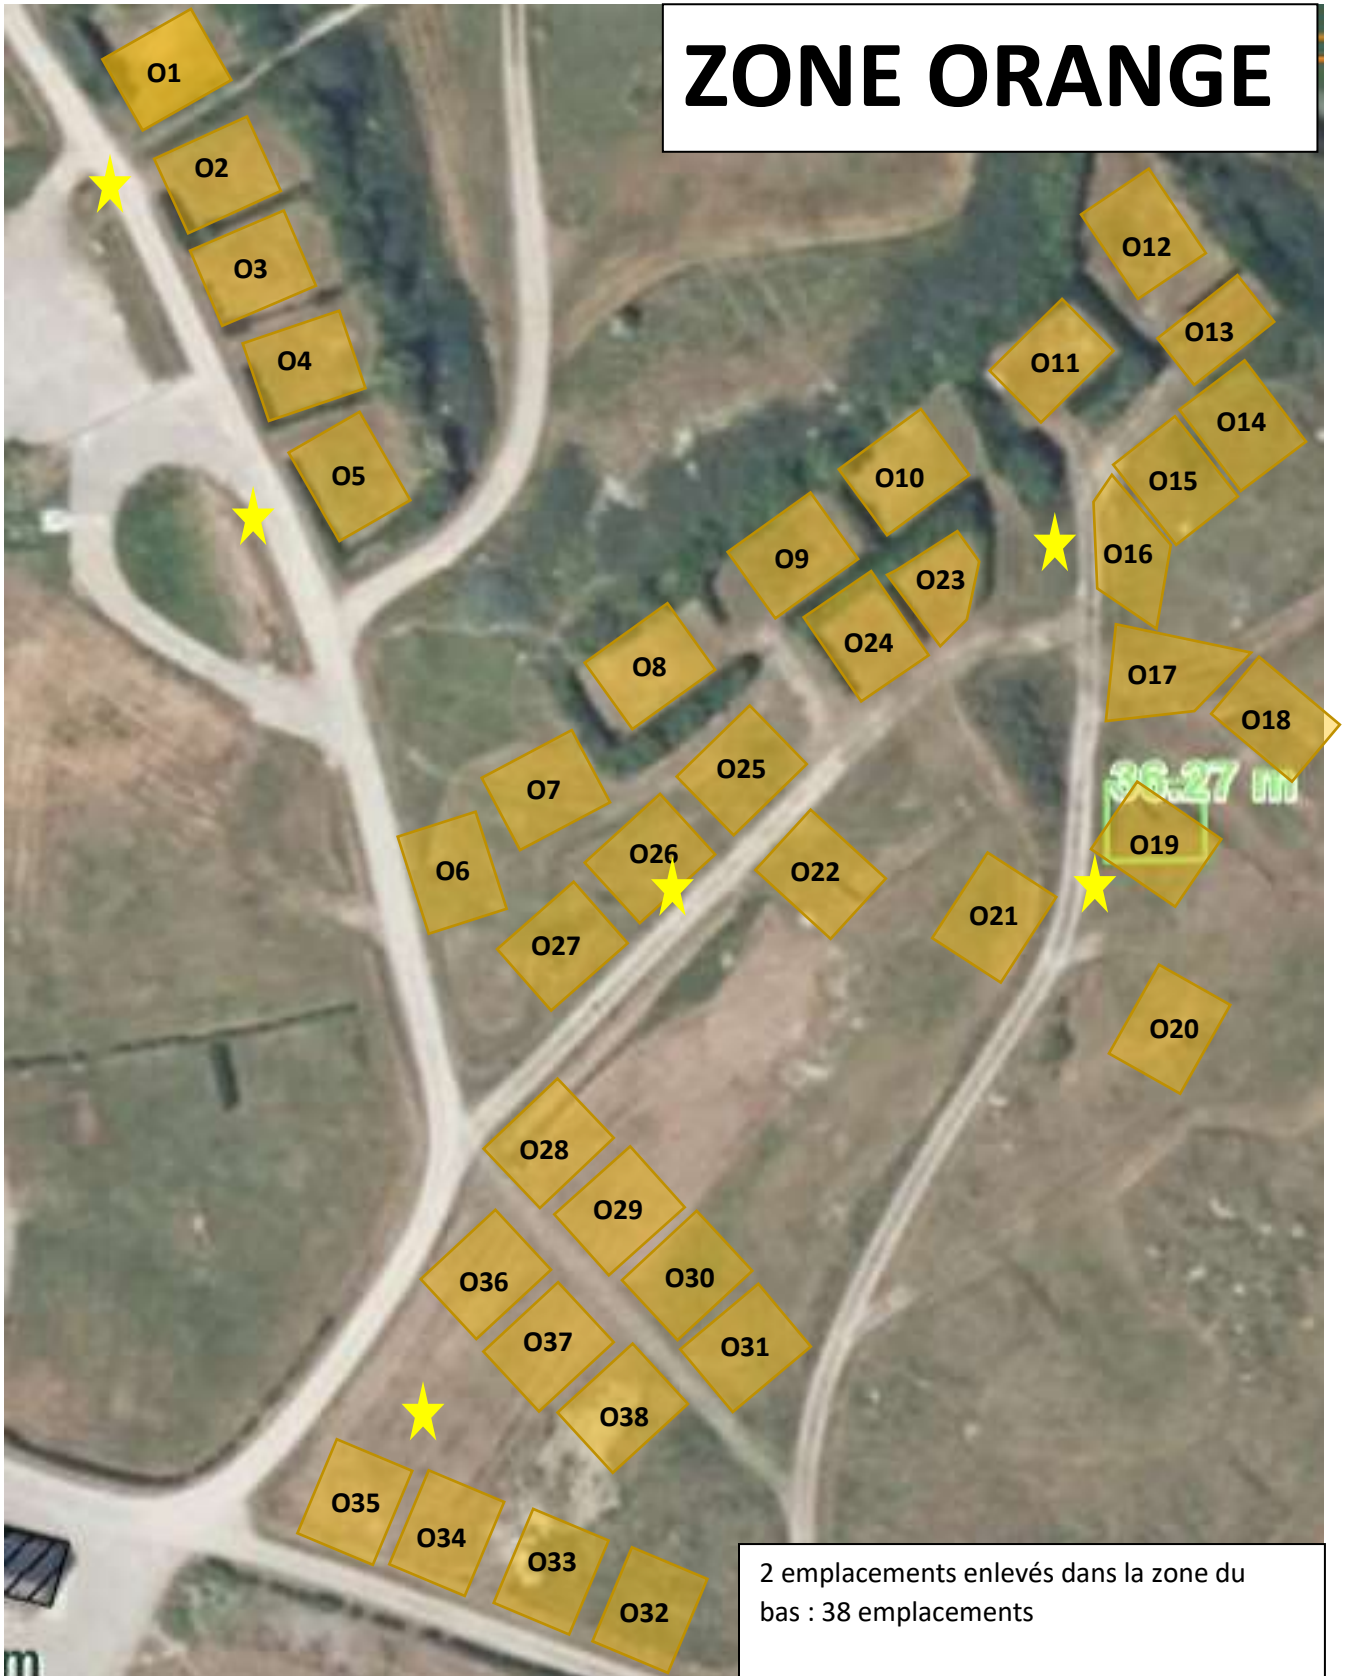 ZONE ORANGE
O1
O2
O3
O4
O5
O6
O7
O8
O9
O10
O11
O12
O13
O14
O15
O16
O17
O18
36.27 m
O19
O20
O21
O22
O23
O24
O25
O26
O27
O28
O29
O30
O31
O36
O37
O38
O35
O34
O33
O32
2 emplacements enlevés dans la zone du
bas : 38 emplacements
m